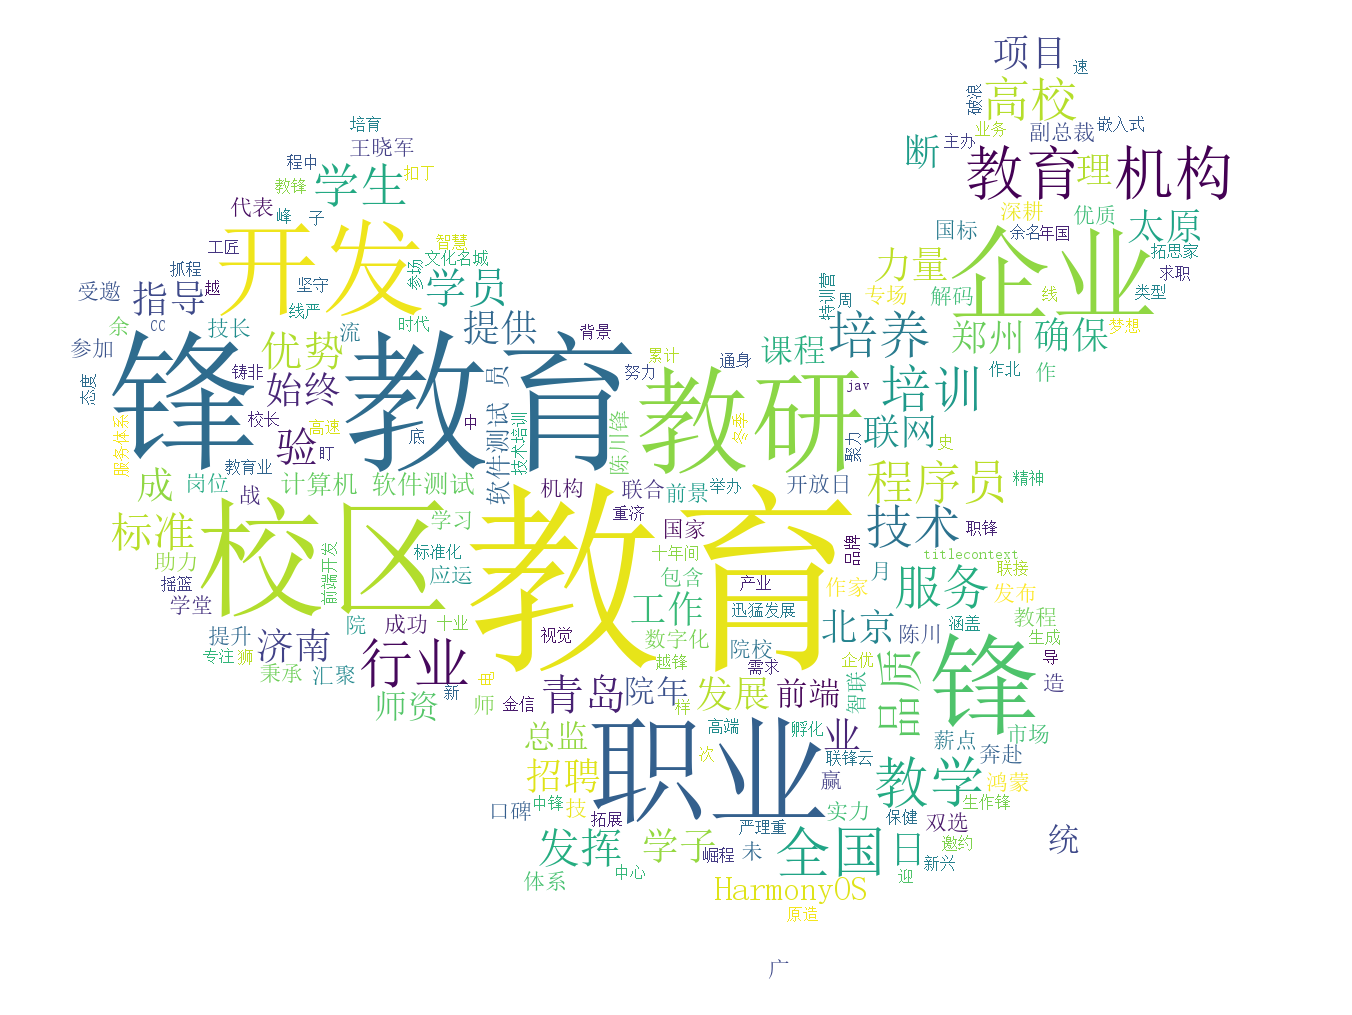 项目
速
高校
破浪
培育
王晓军
业务
副总裁
嵌入式
主办
断
程中
学生
扣丁
教锋
教育
理
机构
代表
峰
子
深耕
优质
太原
开发
智慧
工匠
文化名城
国标
企业
余名
年国
拓思家
抓程
参场
学员
力量
求职
受邀
指导
越
坚守
专场
解码
线
类型
特训营
周
余
技长
线严
流
时代
提供
背景
培养
郑州
确保
梦想
CC
参加
锋
优势
教育
累计
课程
通身
作北
作
态度
铸非
始终
员
努力
教研
jav
培训
校长
高速
底
中
陈川锋
冬季
联网
服务体系
验
盯
软件测试
技术培训
聚力
史
教育业
程序员
精神
成
岗位
战
计算机
软件测试
机构
联合
前景
举办
开放日
标准
校区
学习
教育
重济
国家
技术
职锋
前端开发
标准化
十年间
品牌
titlecontext
助力
应运
包含
产业
月
服务
联接
摇篮
作家
发布
学堂
工作
迅猛发展
教程
提升
济南
院
成功
十业
视觉
数字化
院校
北京
陈川
涵盖
生成
专注
狮
行业
越锋
需求
企优
导
秉承
汇聚
电
新
青岛
院年
发展
前端
智联
品质
锋
造
师资
师
金信
样
总监
职业
高端
孵化
业
薪点
市场
次
联锋云
奔赴
招聘
赢
教学
鸿蒙
口碑
中锋
技
拓展
实力
保健
生作锋
严理重
双选
发挥
学子
崛程
未
全国
日
邀约
统
体系
中心
新兴
迎
HarmonyOS
原造
广